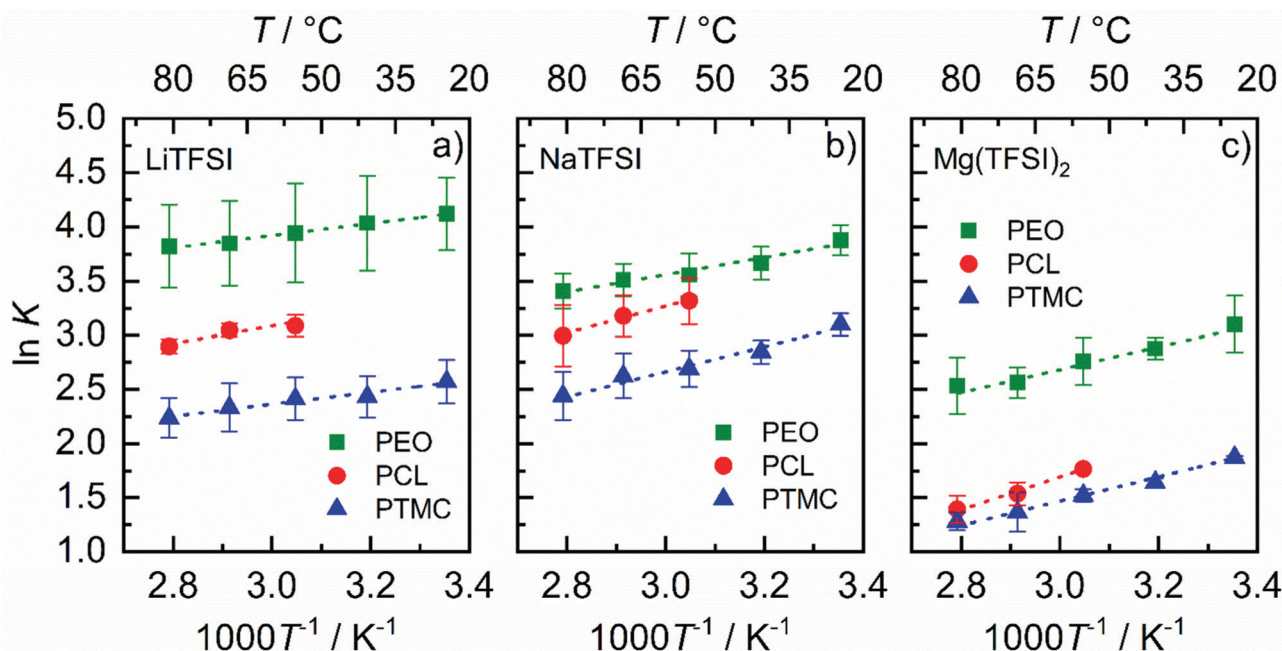 T / °C T / °C T / °C
80 65 50 35 20 80 65 50 35 20 80 65 50 35 20
5.0
4.5
4.0
3.5
3.0
2.5
2.0
1.5
1.0
ln K
LiTFSI a)
PEO
PCL
PTMC
NaTFSI b)
PEO
PCL
PTMC
Mg(TFSI)2 c)
PEO
PCL
PTMC
2.8 3.0 3.2 3.4 2.8 3.0 3.2 3.4 2.8 3.0 3.2 3.4
1000T⁻¹ / K⁻¹ 1000T⁻¹ / K⁻¹ 1000T⁻¹ / K⁻¹